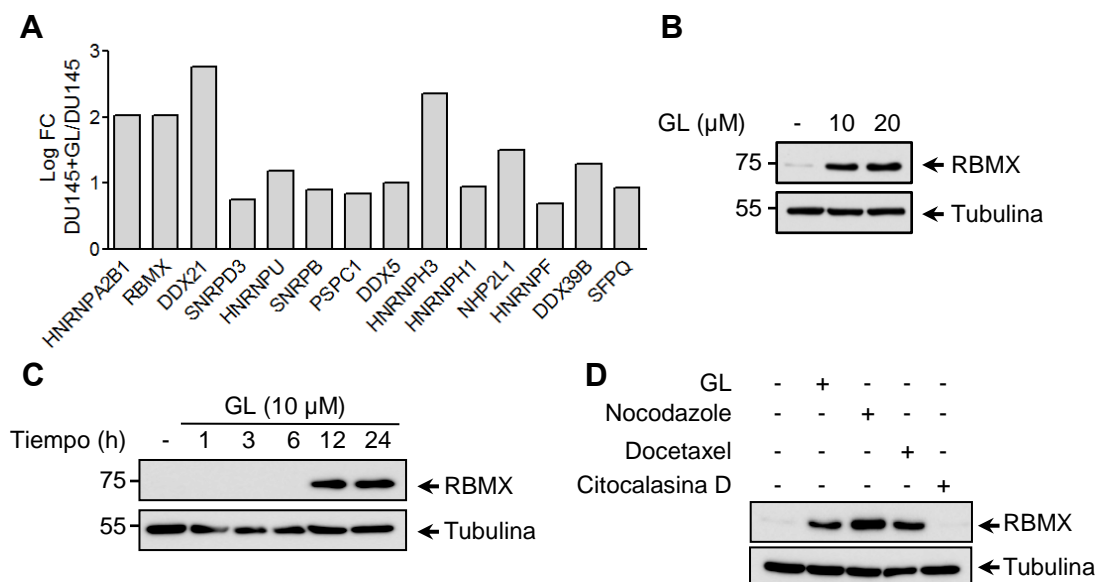 A
Log FC
DU145+GL/DU145
3
2
1
0
HNRNPA2B1
RBMX
DDX21
SNRPD3
HNRNPU
SNRPB
PSPC1
DDX5
HNRNPH3
HNRNPH1
NHP2L1
HNRNPF
DDX39B
SFPQ
B
GL (µM) - 10 20
75 RBMX
55 Tubulina
C
GL (10 µM)
Tiempo (h) - 1 3 6 12 24
75 RBMX
55 Tubulina
D
GL - + - - -
Nocodazole - - + - -
Docetaxel - - - + -
Citocalasina D - - - - +
RBMX
Tubulina